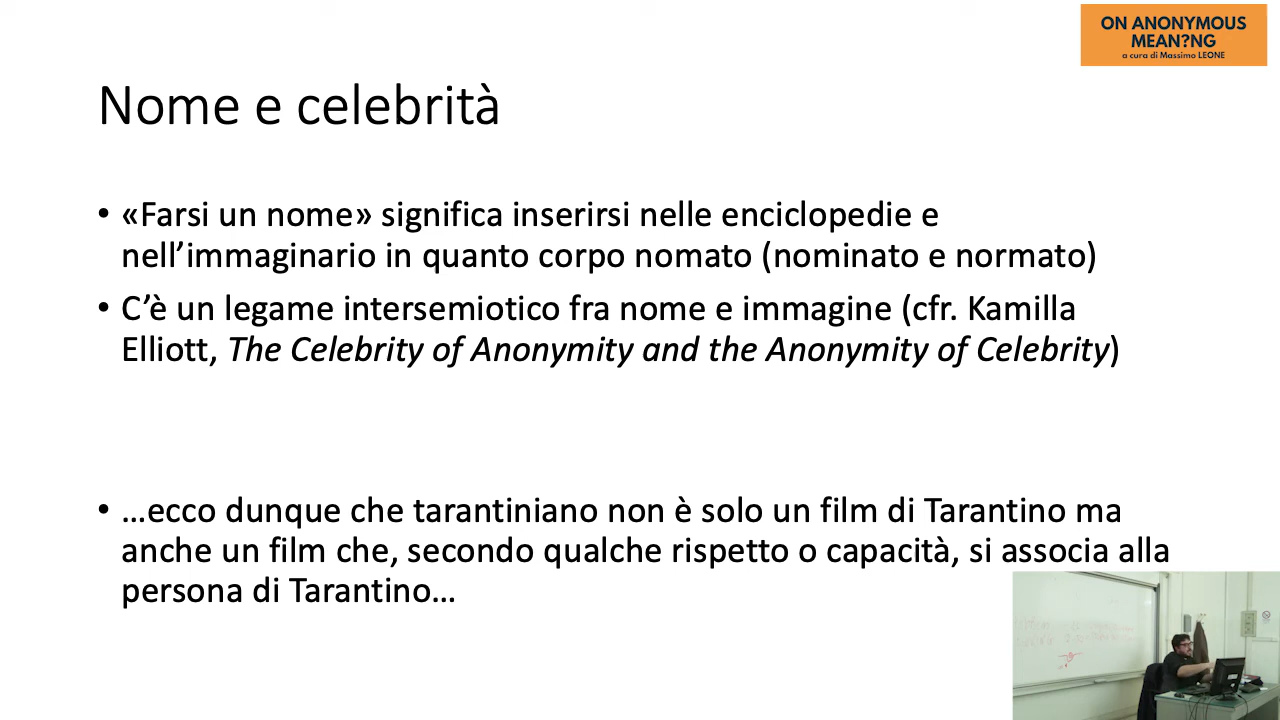 ON ANONYMOUS
MEAN?NG
a cura di Massimo LEONE
Nome e celebrità
• «Farsi un nome» significa inserirsi nelle enciclopedie e
nell’immaginario in quanto corpo nomato (nominato e normato)
• C’è un legame intersemiotico fra nome e immagine (cfr. Kamilla
Elliott, The Celebrity of Anonymity and the Anonymity of Celebrity)
• …ecco dunque che tarantiniano non è solo un film di Tarantino ma
anche un film che, secondo qualche rispetto o capacità, si associa alla
persona di Tarantino…